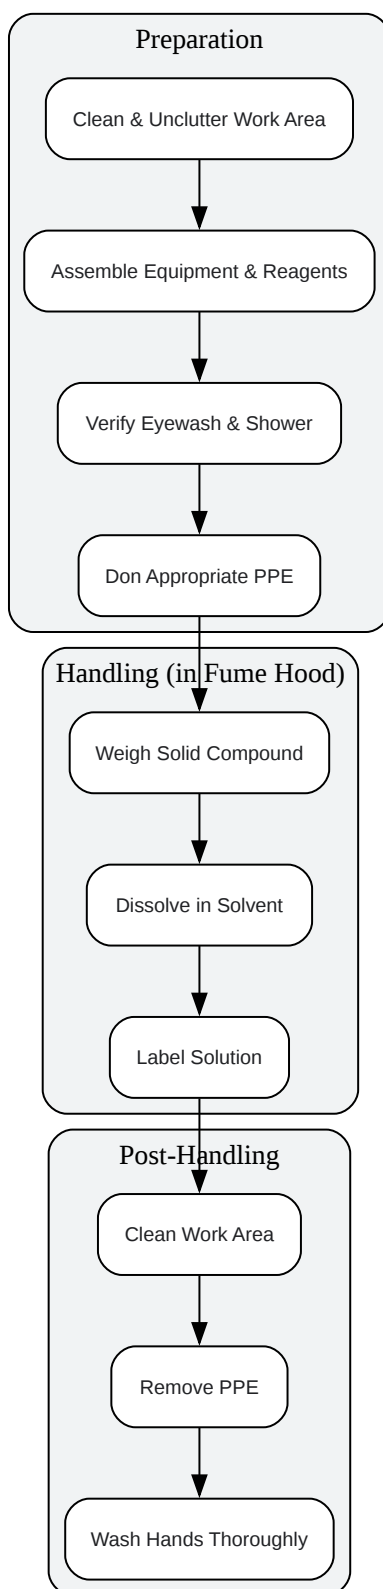 Preparation
Clean & Unclutter Work Area
Assemble Equipment & Reagents
Verify Eyewash & Shower
Don Appropriate PPE
Handling (in Fume Hood)
Weigh Solid Compound
Dissolve in Solvent
Label Solution
Post-Handling
Clean Work Area
Remove PPE
Wash Hands Thoroughly